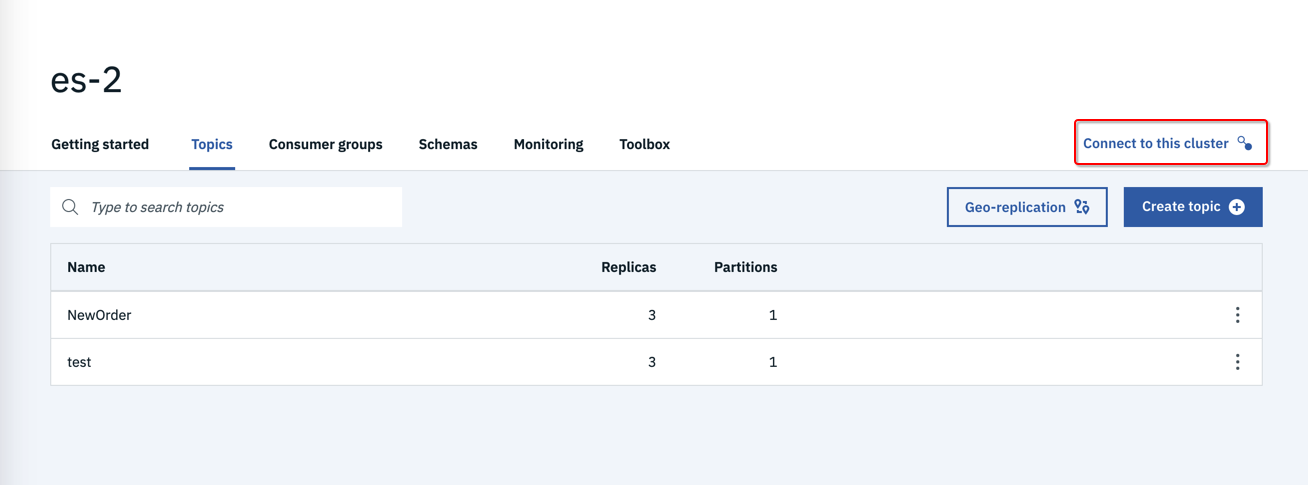 es-2
Getting started Topics Consumer groups Schemas Monitoring Toolbox Connect to this cluster
Type to search topics Geo-replication Create topic
Name Replicas Partitions
NewOrder 3 1
test 3 1